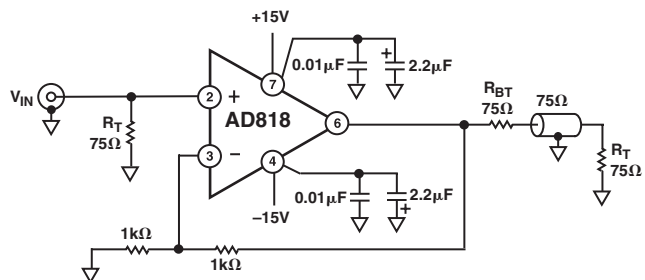 +15V
0.01μF
+
2.2μF
VIN
RT
75Ω
2
+
7
AD818
6
3
−
4
RBT
75Ω
75Ω
RT
75Ω
−15V
0.01μF
2.2μF
+
1kΩ
1kΩ